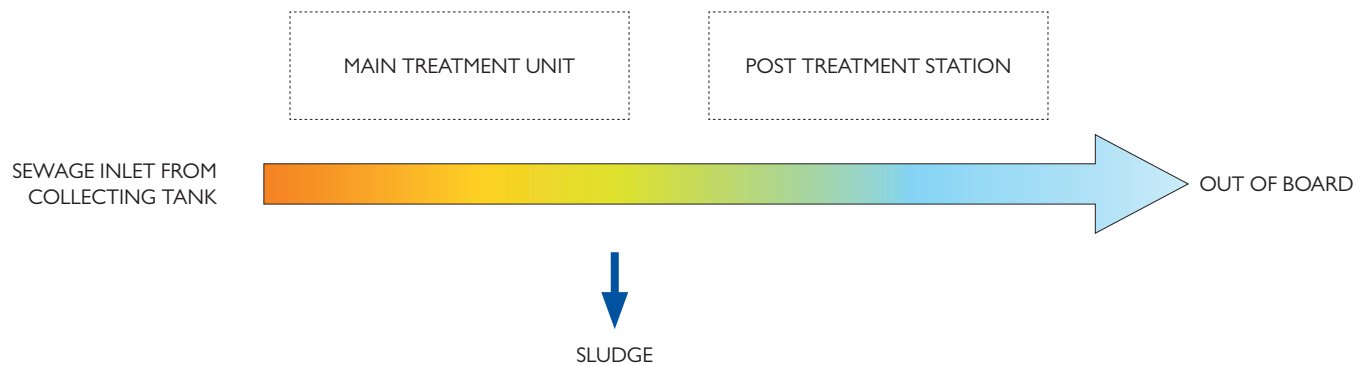 MAIN TREATMENT UNIT
POST TREATMENT STATION
SEWAGE INLET FROM
COLLECTING TANK
OUT OF BOARD
SLUDGE